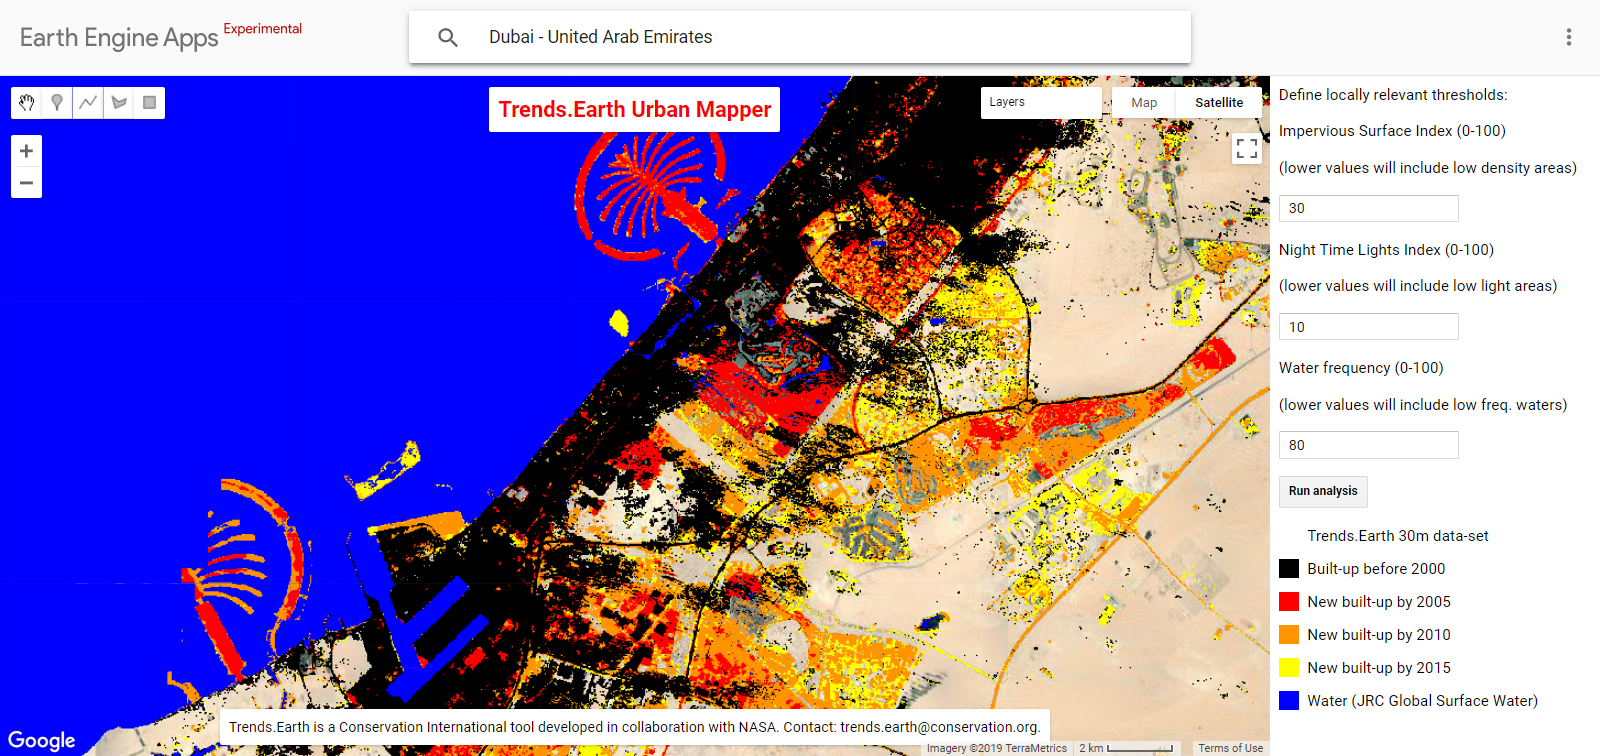 Earth Engine Apps Experimental
Dubai - United Arab Emirates
Trends.Earth Urban Mapper
Layers
Map
Satellite
+
−
Define locally relevant thresholds:
Impervious Surface Index (0-100)
(lower values will include low density areas)
30
Night Time Lights Index (0-100)
(lower values will include low light areas)
10
Water frequency (0-100)
(lower values will include low freq. waters)
80
Run analysis
Trends.Earth 30m data-set
Built-up before 2000
New built-up by 2005
New built-up by 2010
New built-up by 2015
Water (JRC Global Surface Water)
Trends.Earth is a Conservation International tool developed in collaboration with NASA. Contact: trends.earth@conservation.org.
Google
Imagery ©2019 TerraMetrics
2 km
Terms of Use